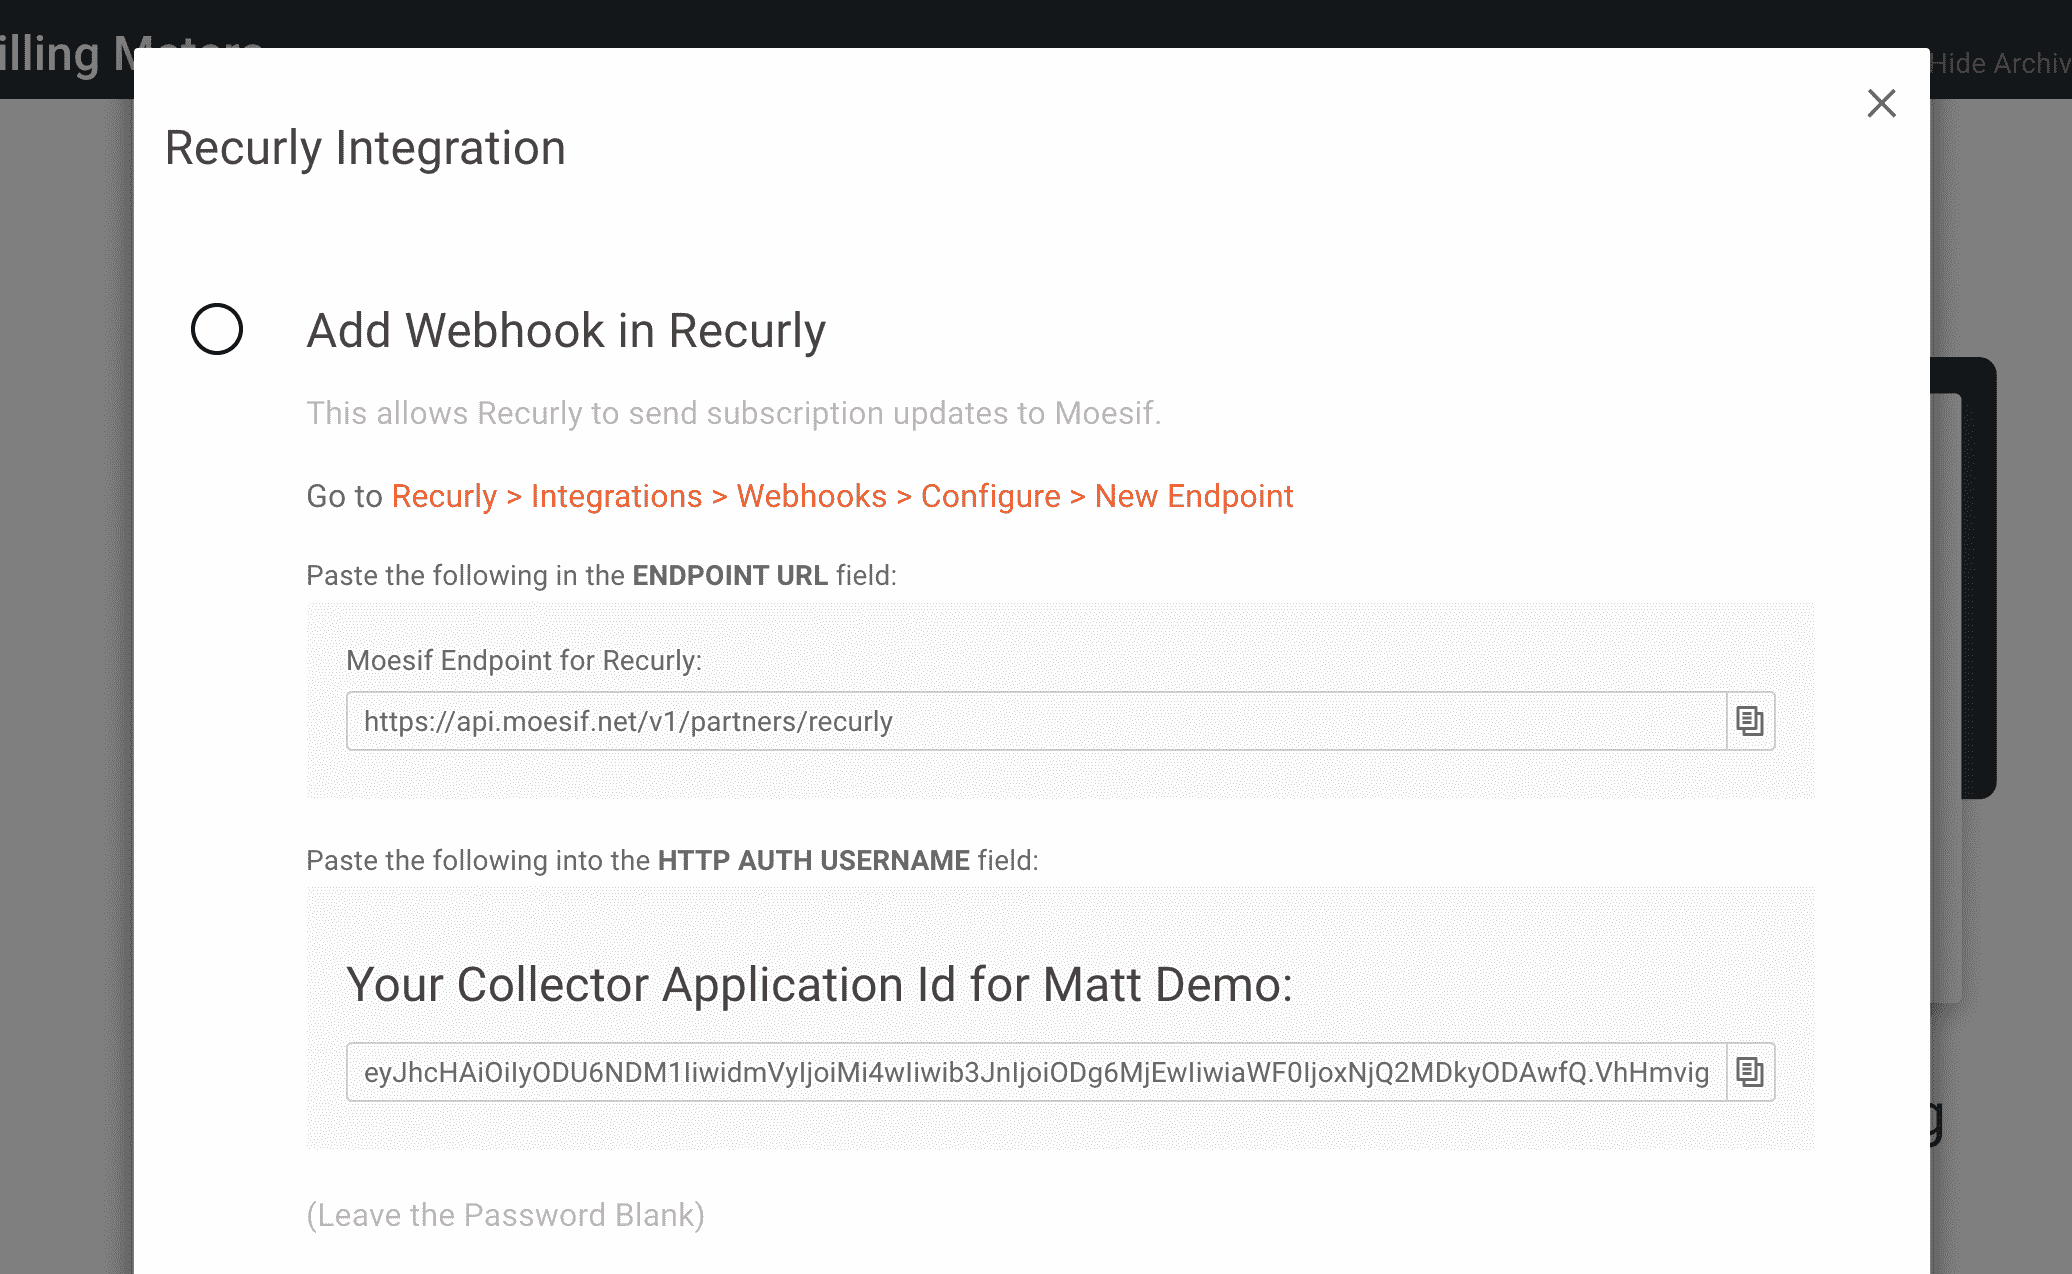 illing Meters
Hide Archiv
Recurly Integration
Add Webhook in Recurly
This allows Recurly to send subscription updates to Moesif.
Go to Recurly > Integrations > Webhooks > Configure > New Endpoint
Paste the following in the ENDPOINT URL field:
Moesif Endpoint for Recurly:
https://api.moesif.net/v1/partners/recurly
Paste the following into the HTTP AUTH USERNAME field:
Your Collector Application Id for Matt Demo:
eyJhcHAiOiIyODU6NDM1IiwidmVyIjoiMi4wIiwib3JnIjoiODg6MjEwIiwiaWF0IjoxNjQ2MDkyODAwfQ.VhHmvig
(Leave the Password Blank)
g